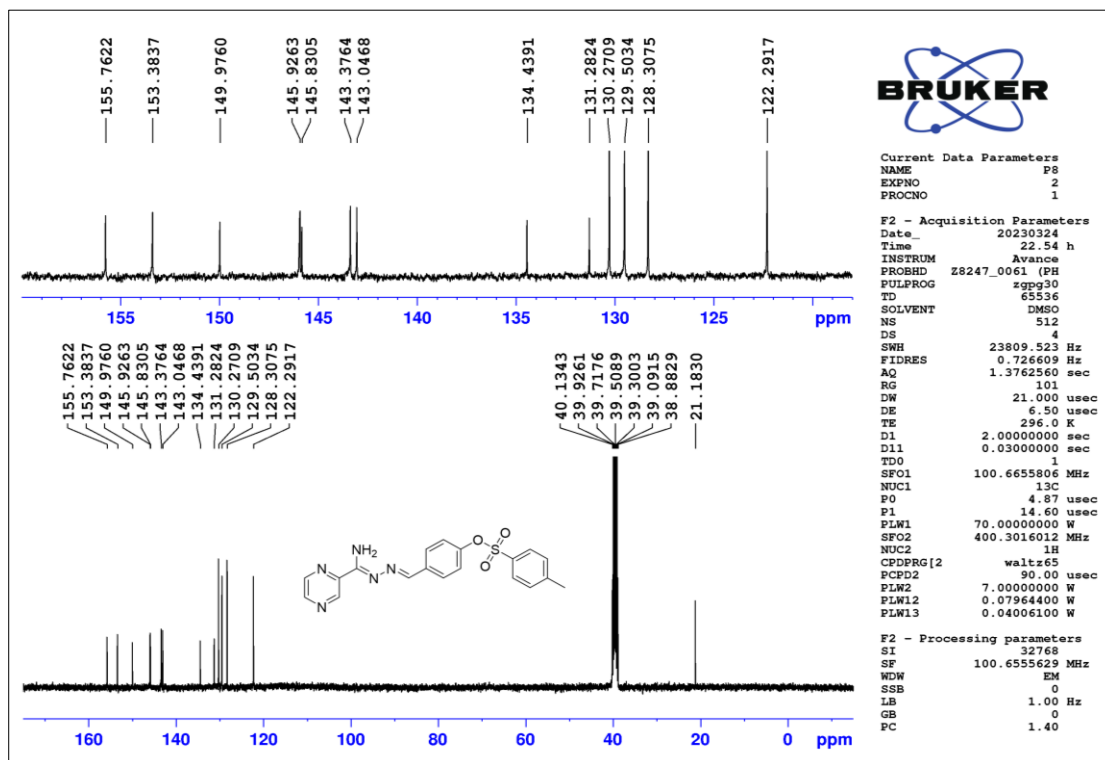 155.7622
153.3837
149.9760
145.9263
145.8305
143.3764
143.0468
134.4391
131.2824
130.2709
129.5034
128.3075
122.2917
155
150
145
140
135
130
125
ppm
155.7622
153.3837
149.9760
145.9263
145.8305
143.3764
143.0468
134.4391
131.2824
130.2709
129.5034
128.3075
122.2917
40.1343
39.9261
39.7176
39.5089
39.3003
39.0915
38.8829
21.1830
NH2
N
N
N
N
O
O
S
O
160
140
120
100
80
60
40
20
0
ppm
BRUKER
Current Data Parameters
NAME P8
EXPNO 2
PROCNO 1
F2 - Acquisition Parameters
Date_ 20230324
Time 22.54 h
INSTRUM Avance
PROBHD Z8247_0061 (PH
PULPROG zgpg30
TD 65536
SOLVENT DMSO
NS 512
DS 4
SWH 23809.523 Hz
FIDRES 0.726609 Hz
AQ 1.3762560 sec
RG 101
DW 21.000 usec
DE 6.50 usec
TE 296.0 K
D1 2.00000000 sec
D11 0.03000000 sec
TD0 1
SFO1 100.6655806 MHz
NUC1 13C
P0 4.87 usec
P1 14.60 usec
PLW1 70.00000000 W
SFO2 400.3016012 MHz
NUC2 1H
CPDPRG[2 waltz65
PCPD2 90.00 usec
PLW2 7.00000000 W
PLW12 0.07964400 W
PLW13 0.04006100 W
F2 - Processing parameters
SI 32768
SF 100.6555629 MHz
WDW EM
SSB 0
LB 1.00 Hz
GB 0
PC 1.40